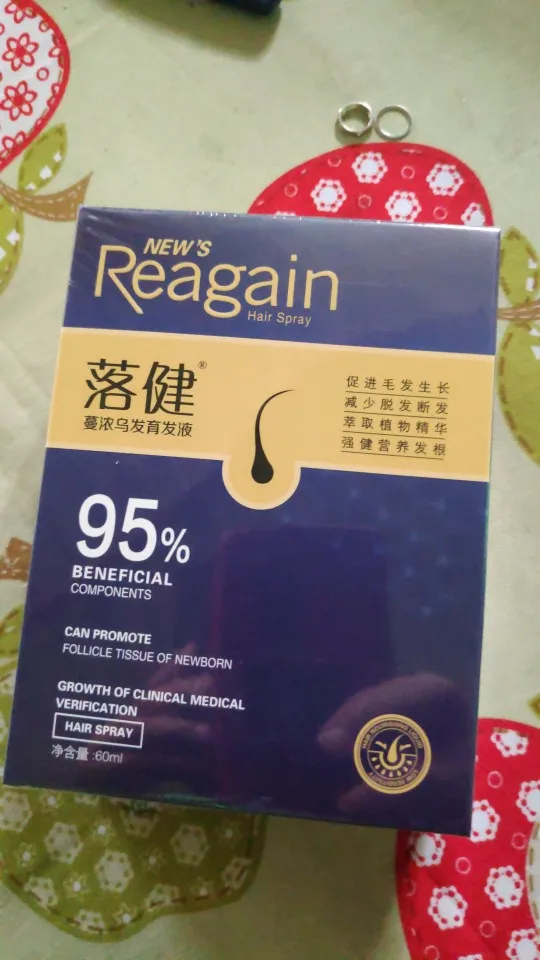 NEW'S
Reagain
Hair Spray
落健®
蔓浓乌发育发液
促进毛发生长
减少脱发断发
萃取植物精华
强健营养发根
95%
BENEFICIAL
COMPONENTS
CAN PROMOTE
FOLLICLE TISSUE OF NEWBORN
GROWTH OF CLINICAL MEDICAL
VERIFICATION
HAIR SPRAY
净含量:60ml